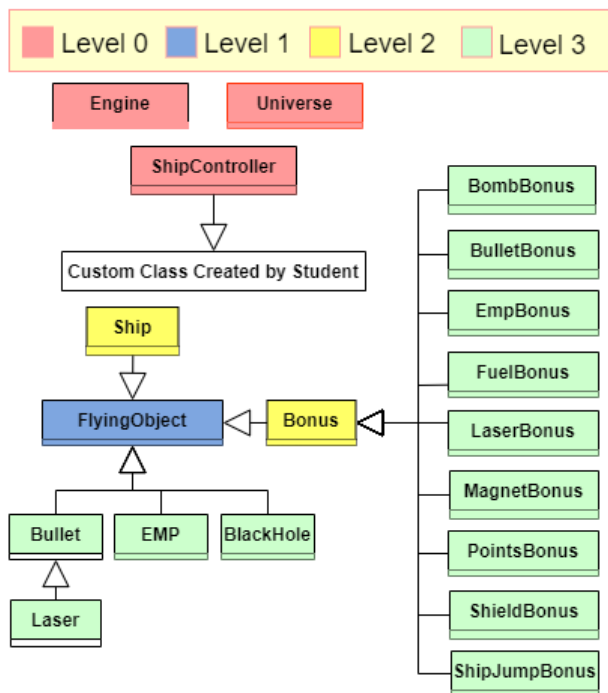 Level 0 Level 1 Level 2 Level 3
Engine Universe
ShipController
Custom Class Created by Student
Ship
FlyingObject Bonus
Bullet EMP BlackHole
Laser
BombBonus
BulletBonus
EmpBonus
FuelBonus
LaserBonus
MagnetBonus
PointsBonus
ShieldBonus
ShipJumpBonus